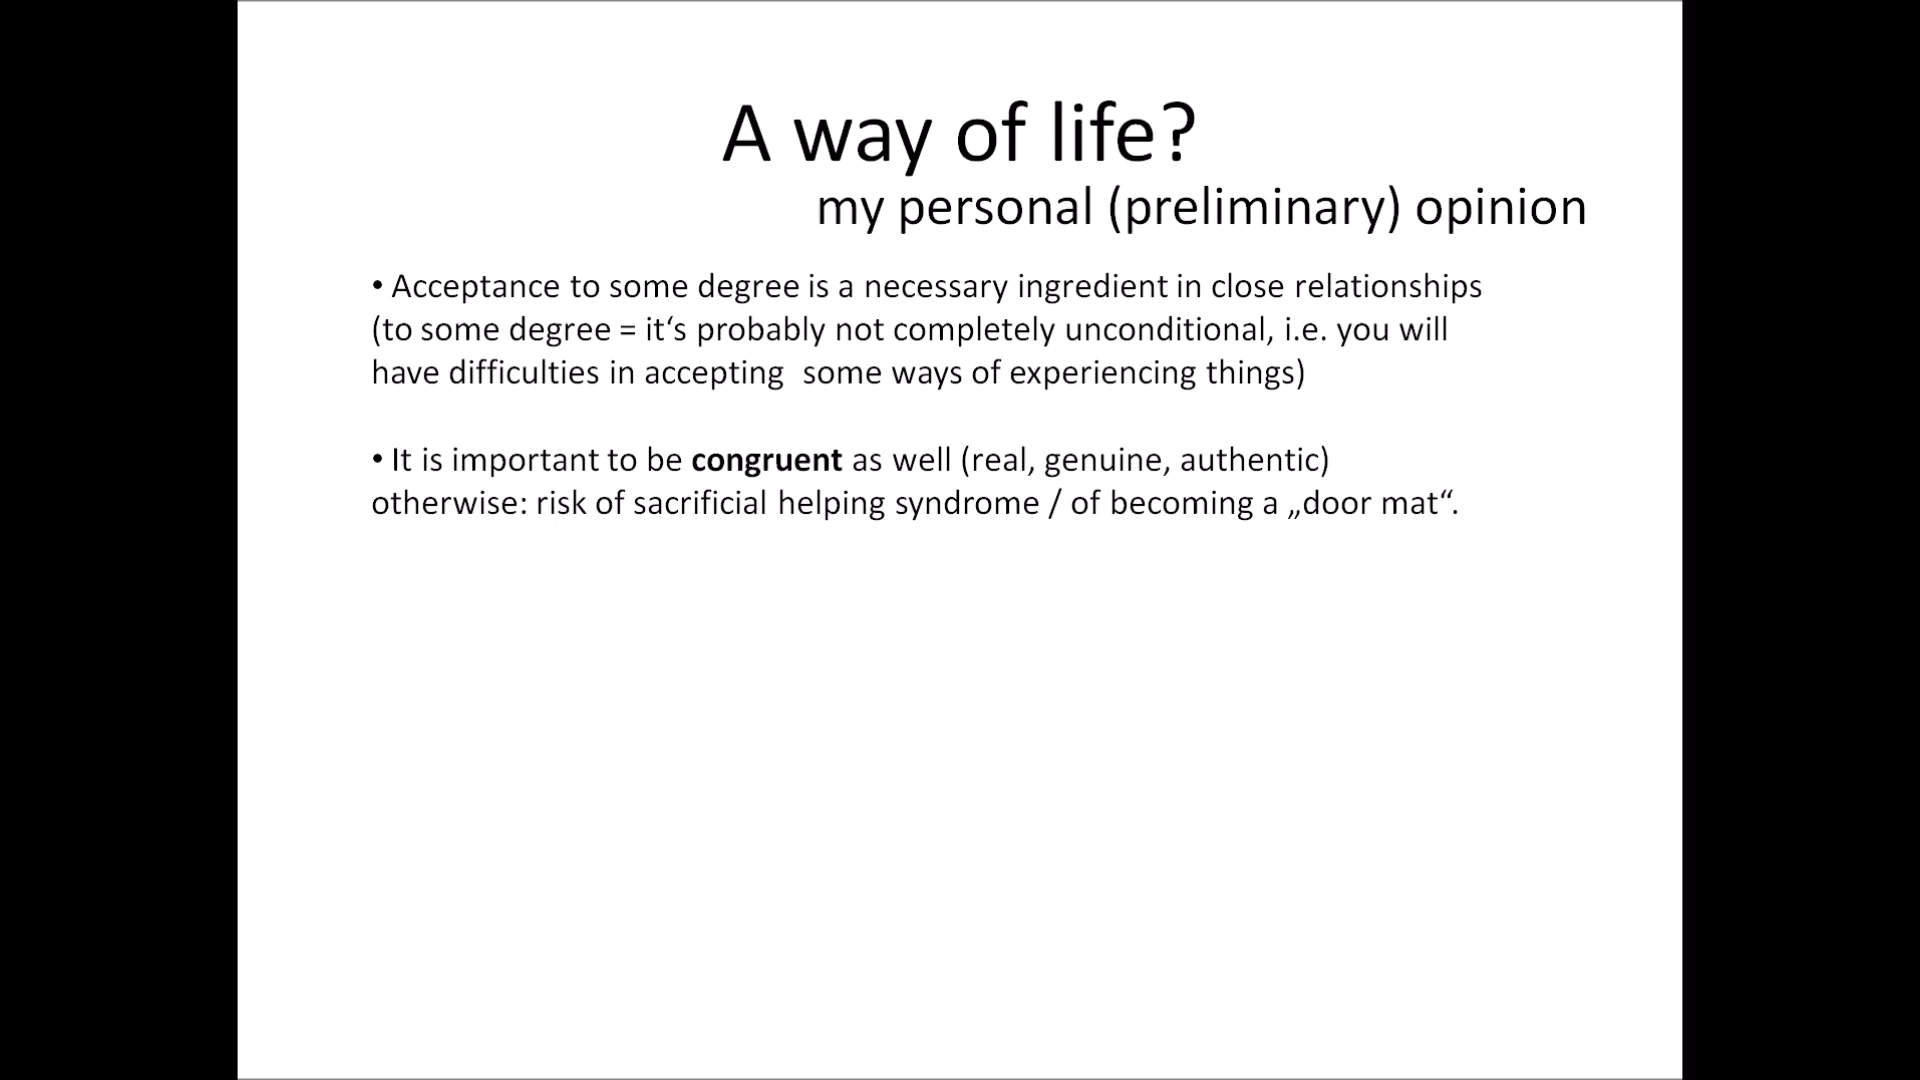 A way of life?
my personal (preliminary) opinion
• Acceptance to some degree is a necessary ingredient in close relationships
(to some degree = it‘s probably not completely unconditional, i.e. you will
have difficulties in accepting  some ways of experiencing things)
• It is important to be congruent as well (real, genuine, authentic)
otherwise: risk of sacrificial helping syndrome / of becoming a „door mat“.